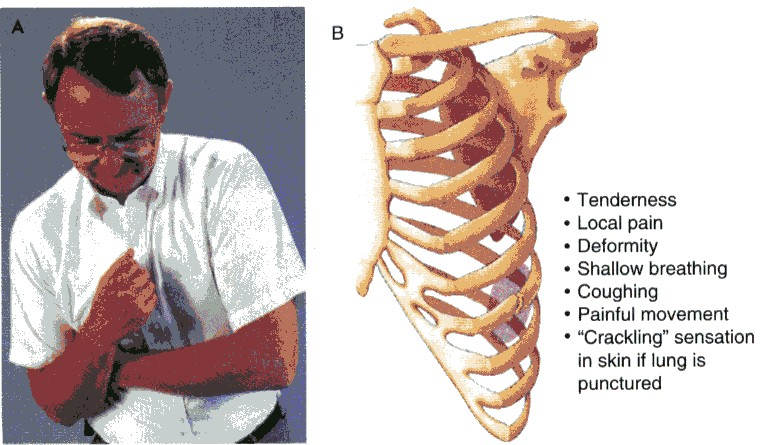 A
B
• Tenderness
• Local pain
• Deformity
• Shallow breathing
• Coughing
• Painful movement
• “Crackling” sensation
in skin if lung is
punctured